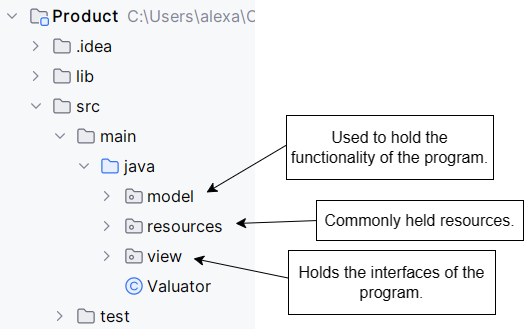 Product C:\Users\alexa\O
.idea
lib
src
main
java
model
resources
view
Valuator
test
Used to hold the
functionality of the program.
Commonly held resources.
Holds the interfaces of the
program.